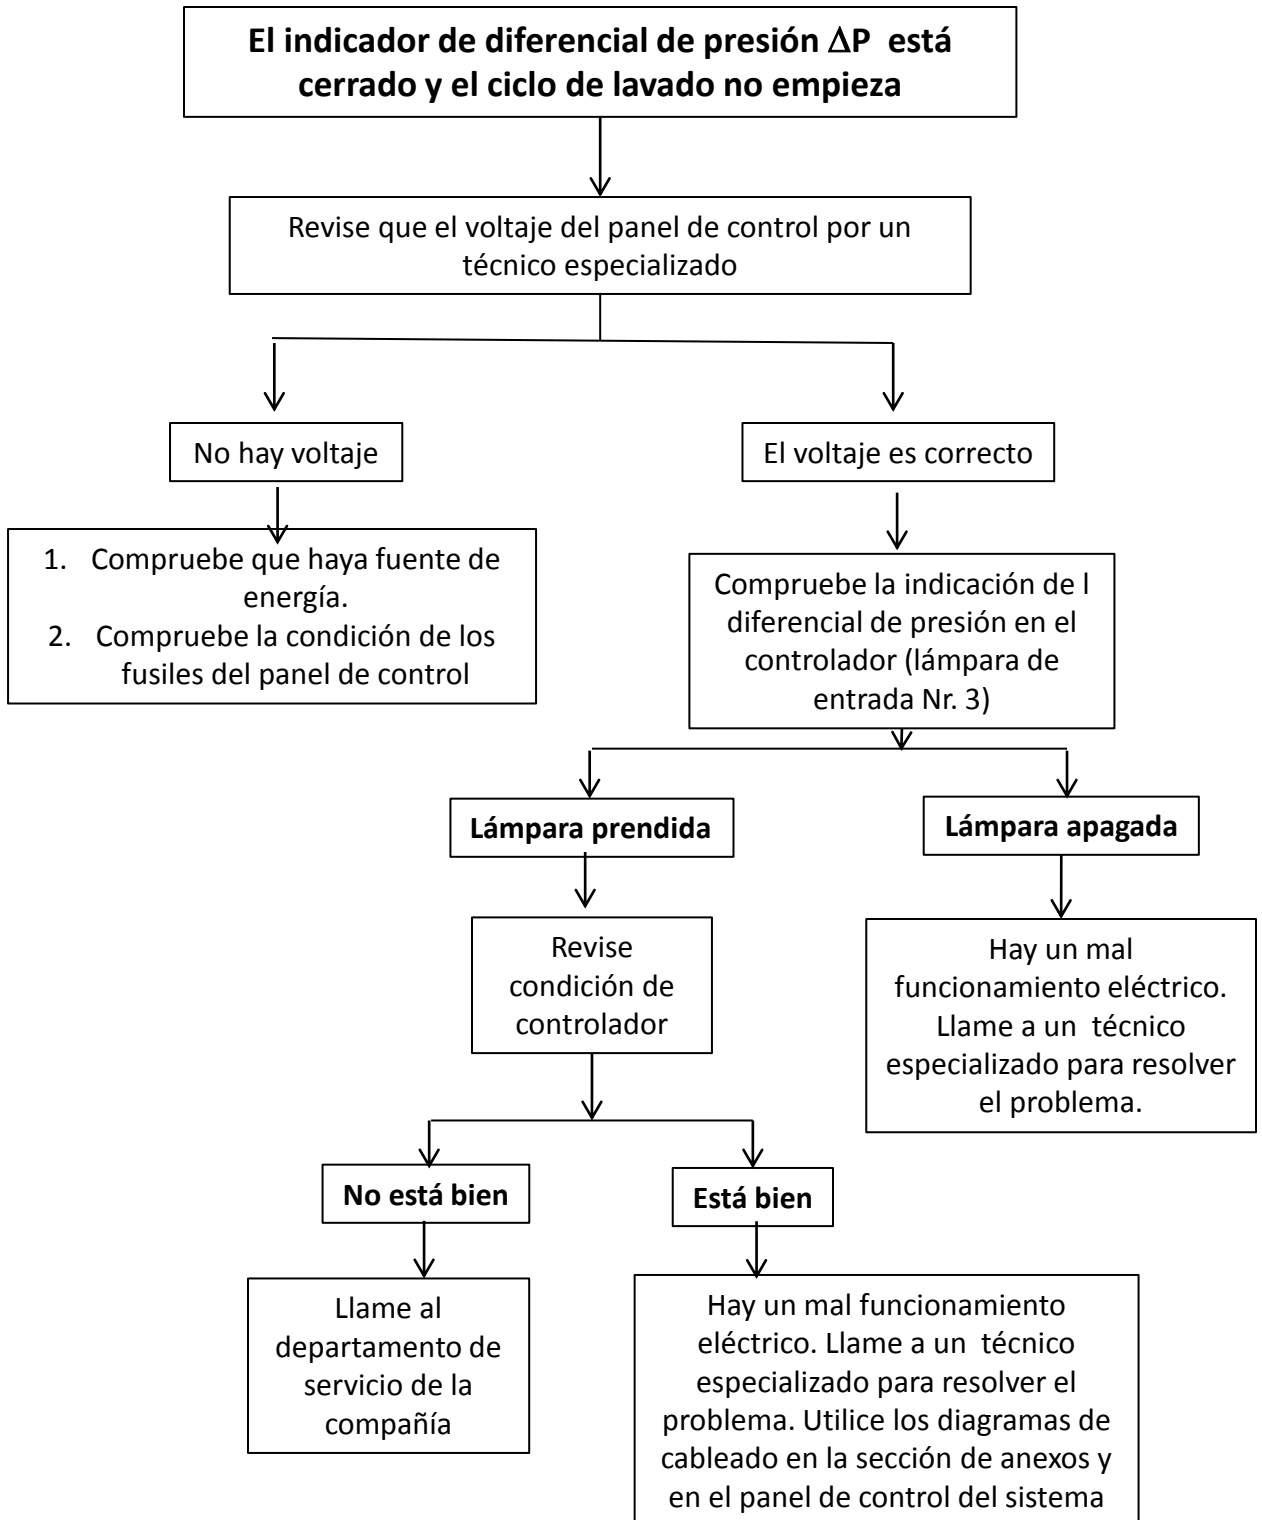 El indicador de diferencial de presión ΔP está
cerrado y el ciclo de lavado no empieza
Revise que el voltaje del panel de control por un
técnico especializado
No hay voltaje
El voltaje es correcto
1. Compruebe que haya fuente de
energía.
2. Compruebe la condición de los
fusiles del panel de control
Compruebe la indicación de l
diferencial de presión en el
controlador (lámpara de
entrada Nr. 3)
Lámpara prendida
Lámpara apagada
Revise
condición de
controlador
Hay un mal
funcionamiento eléctrico.
Llame a un técnico
especializado para resolver
el problema.
No está bien
Está bien
Llame al
departamento de
servicio de la
compañía
Hay un mal funcionamiento
eléctrico. Llame a un técnico
especializado para resolver el
problema. Utilice los diagramas de
cableado en la sección de anexos y
en el panel de control del sistema